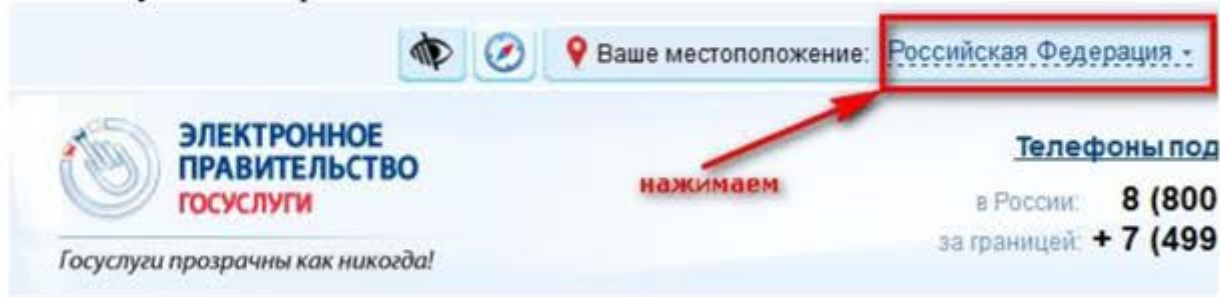 Ваше местоположение: Российская Федерация
ЭЛЕКТРОННОЕ
ПРАВИТЕЛЬСТВО
ГОСУСЛУГИ
Госуслуги прозрачны как никогда!
нажимаем
Телефоны под
в России: 8 (800
за границей: + 7 (499